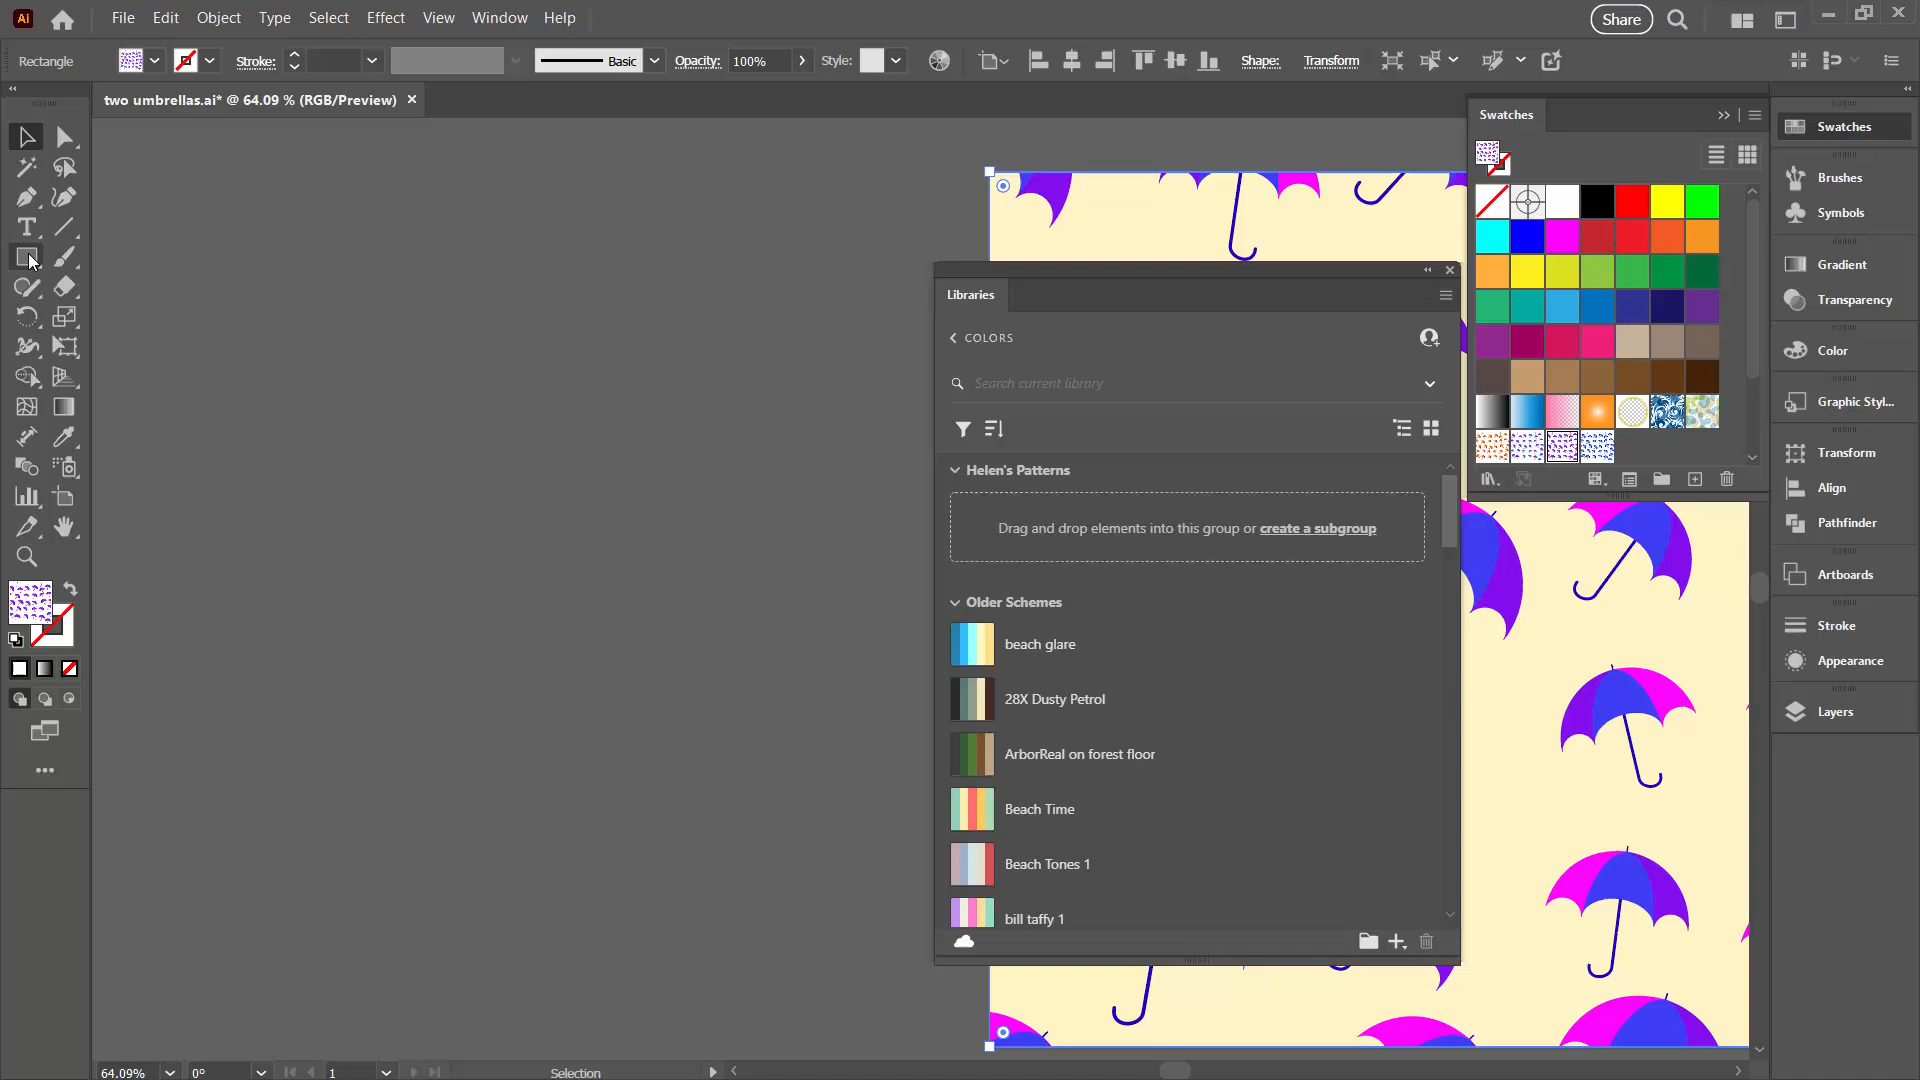 Ai File Edit Object Type Select Effect View Window Help Share
Rectangle Stroke: Basic Opacity: 100% Style: Shape: Transform
two umbrellas.ai* @ 64.09 % (RGB/Preview)
Swatches
Swatches
Brushes
Symbols
Gradient
Transparency
Color
Graphic Styl...
Transform
Align
Pathfinder
Artboards
Stroke
Appearance
Layers
Libraries
COLORS
Search current library
Helen's Patterns
Drag and drop elements into this group or create a subgroup
Older Schemes
beach glare
28X Dusty Petrol
ArborReal on forest floor
Beach Time
Beach Tones 1
bill taffy 1
64.09% 0° 1 Selection